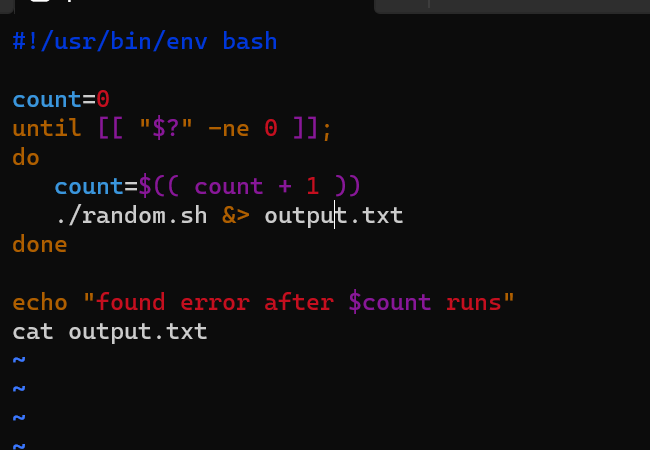 #!/usr/bin/env bash
count=0
until [[ "$?" -ne 0 ]];
do
count=$(( count + 1 ))
./random.sh &> output.txt
done
echo "found error after $count runs"
cat output.txt
~
~
~
~